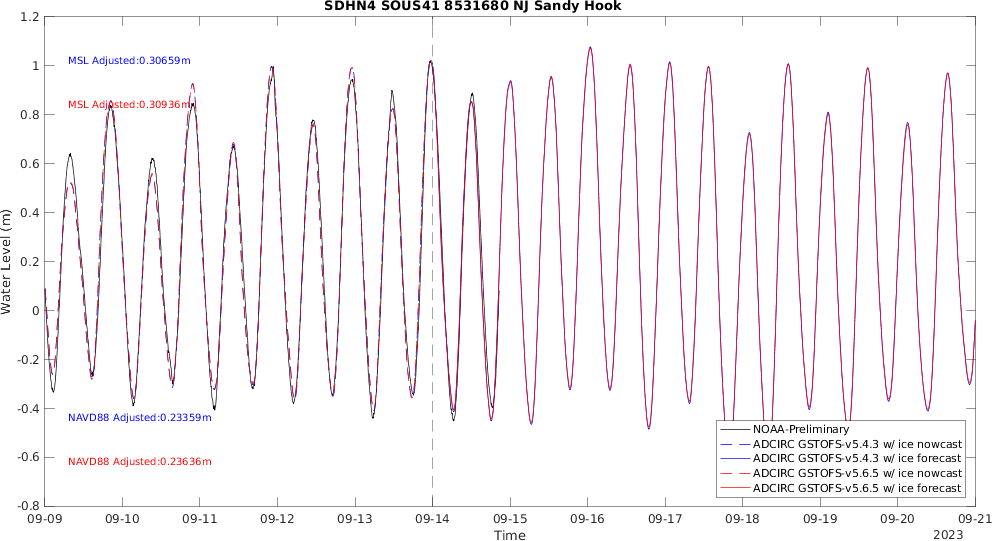 SDHN4 SOUS41 8531680 NJ Sandy Hook
1.2
1
0.8
0.6
0.4
0.2
0
-0.2
-0.4
-0.6
-0.8
Water Level (m)
MSL Adjusted:0.30659m
MSL Adjusted:0.30936m
NAVD88 Adjusted:0.23359m
NAVD88 Adjusted:0.23636m
NOAA-Preliminary
ADCIRC GSTOFS-v5.4.3 w/ ice nowcast
ADCIRC GSTOFS-v5.4.3 w/ ice forecast
ADCIRC GSTOFS-v5.6.5 w/ ice nowcast
ADCIRC GSTOFS-v5.6.5 w/ ice forecast
09-09 09-10 09-11 09-12 09-13 09-14 09-15 09-16 09-17 09-18 09-19 09-20 09-21
Time
2023